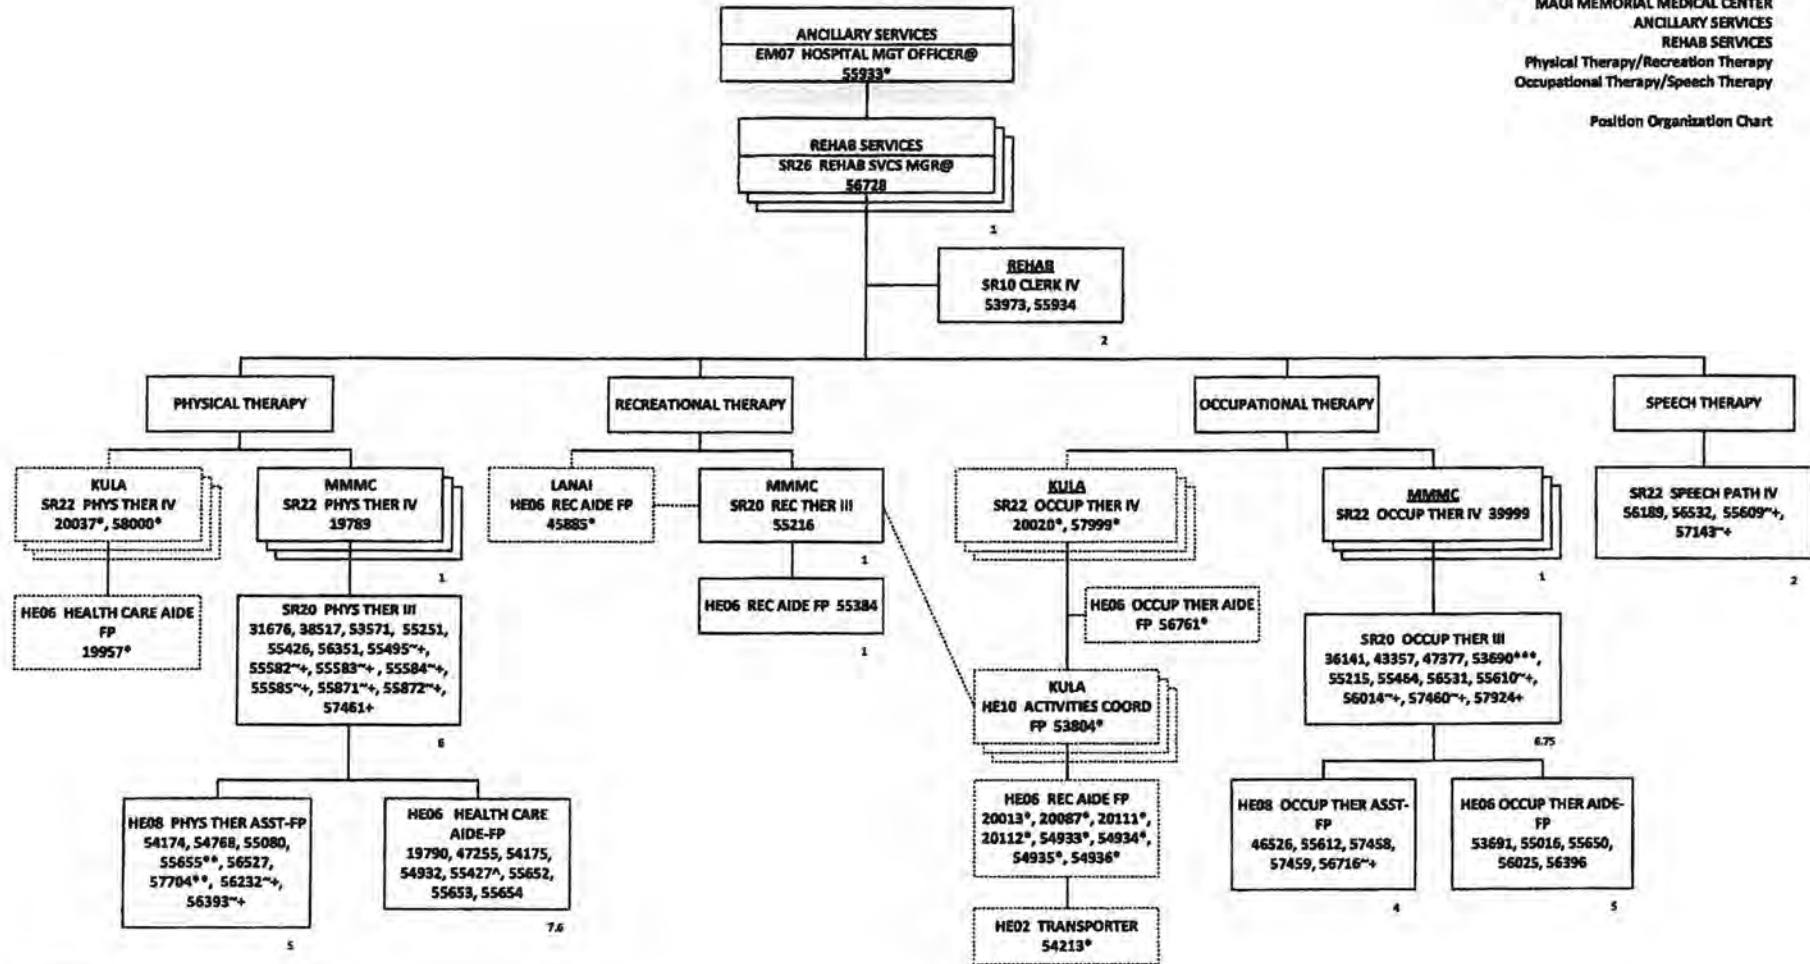 MAUI MEMORIAL MEDICAL CENTER
ANCILLARY SERVICES
REHAB SERVICES
Physical Therapy/Recreation Therapy
Occupational Therapy/Speech Therapy
Position Organization Chart
ANCILLARY SERVICES
EM07 HOSPITAL MGT OFFICER@
55933*
REHAB SERVICES
SR26 REHAB SVCS MGR@
56728
1
REHAB
SR10 CLERK IV
53973, 55934
2
PHYSICAL THERAPY
RECREATIONAL THERAPY
OCCUPATIONAL THERAPY
SPEECH THERAPY
KULA
SR22 PHYS THER IV
20037*, 58000*
MMMC
SR22 PHYS THER IV
19789
1
LANAI
HE06 REC AIDE FP
45885*
MMMC
SR20 REC THER III
55216
1
KULA
SR22 OCCUP THER IV
20020*, 57999*
MMMC
SR22 OCCUP THER IV 39999
1
SR22 SPEECH PATH IV
56189, 56532, 55609~+,
57143~+
2
HE06 HEALTH CARE AIDE
FP
19957*
SR20 PHYS THER III
31676, 38517, 53571, 55251,
55426, 56351, 55495~+,
55582~+, 55583~+, 55584~+,
55585~+, 55871~+, 55872~+,
57461+
6
HE06 REC AIDE FP 55384
1
HE06 OCCUP THER AIDE
FP 56761*
KULA
HE10 ACTIVITIES COORD
FP 53804*
SR20 OCCUP THER III
36141, 43357, 47377, 53690***,
55215, 55464, 56531, 55610~+,
56014~+, 57460~+, 57924+
6.75
HE08 PHYS THER ASST-FP
54174, 54768, 55080,
55655**, 56527,
57704**, 56232~+,
56393~+
5
HE06 HEALTH CARE
AIDE-FP
19790, 47255, 54175,
54932, 55427^, 55652,
55653, 55654
7.6
HE06 REC AIDE FP
20013*, 20087*, 20111*,
20112*, 54933*, 54934*,
54935*, 54936*
HE02 TRANSPORTER
54213*
HE08 OCCUP THER ASST-
FP
46526, 55612, 57458,
57459, 56716~+
4
HE06 OCCUP THER AIDE-
FP
53691, 55016, 55650,
56025, 56396
5